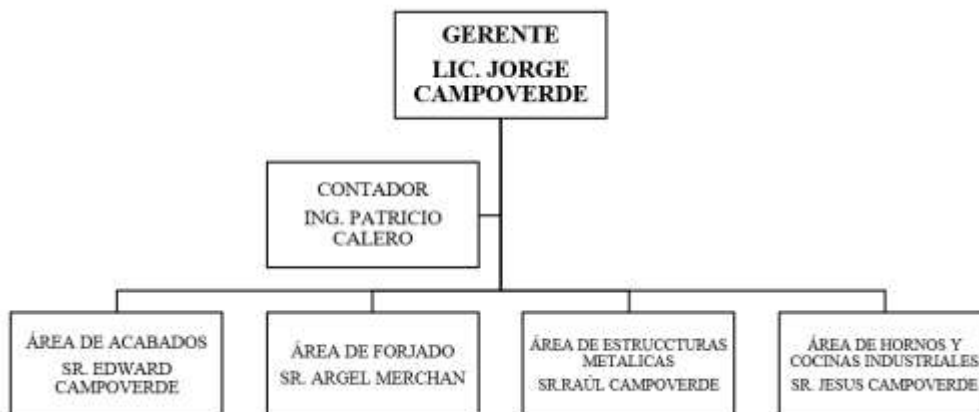 GERENTE
LIC. JORGE
CAMPOVERDE
CONTADOR
ING. PATRICIO
CALERO
ÁREA DE ACABADOS
SR. EDWARD
CAMPOVERDE
ÁREA DE FORJADO
SR. ARGEL MERCHAN
ÁREA DE ESTRUCCTURAS
METALICAS
SR.RAÚL CAMPOVERDE
ÁREA DE HORNOS Y
COCINAS INDUSTRIALES
SR. JESUS CAMPOVERDE